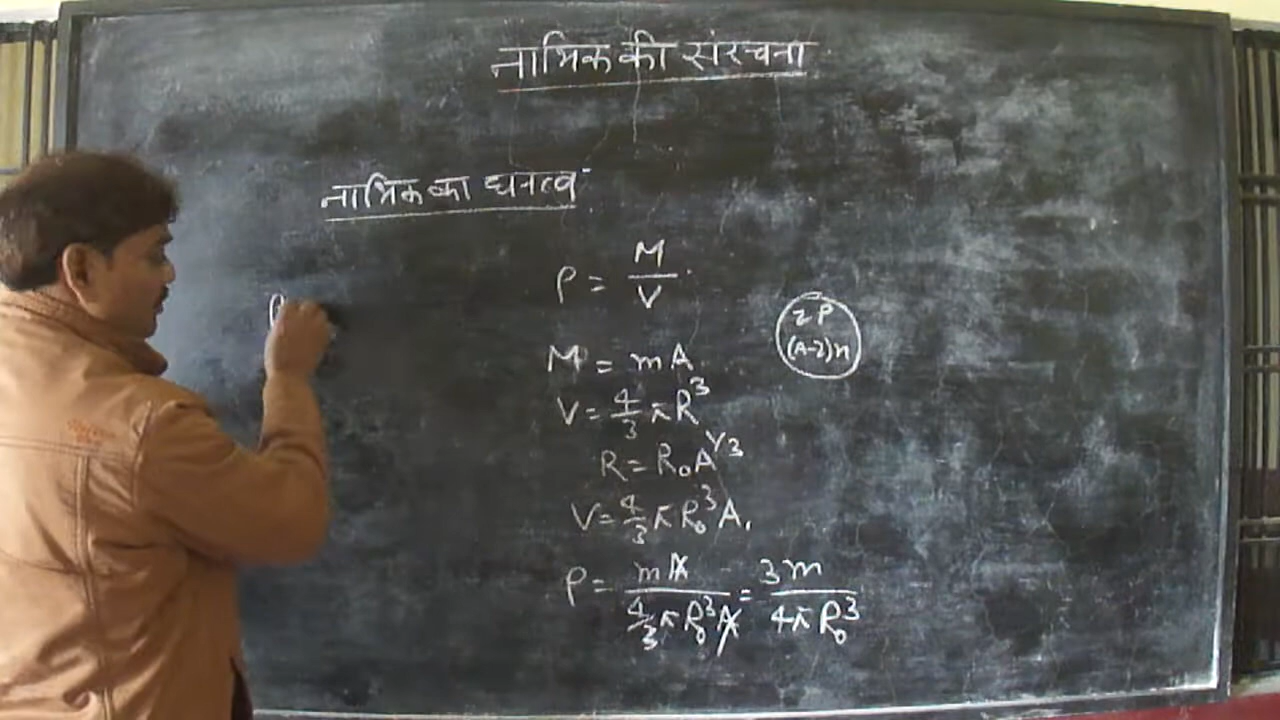 नाभिक की संरचना
नाभिक का घनत्व
ρ = M/V
ZP
(A-Z)n
M = mA
V = 4/3 πR³
R = R₀A^1/3
V = 4/3 πR₀³A.
ρ = mA / (4/3 πR₀³A) = 3m / (4πR₀³)